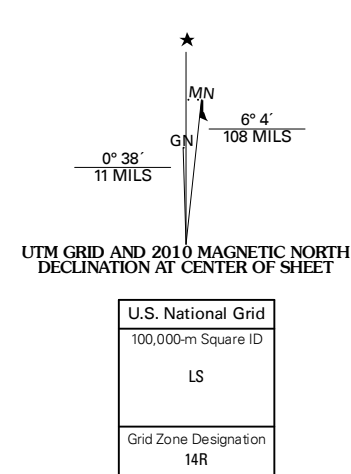 MN
GN
6° 4´
108 MILS
0° 38´
11 MILS
UTM GRID AND 2010 MAGNETIC NORTH
DECLINATION AT CENTER OF SHEET
U.S. National Grid
100,000-m Square ID
LS
Grid Zone Designation
14R